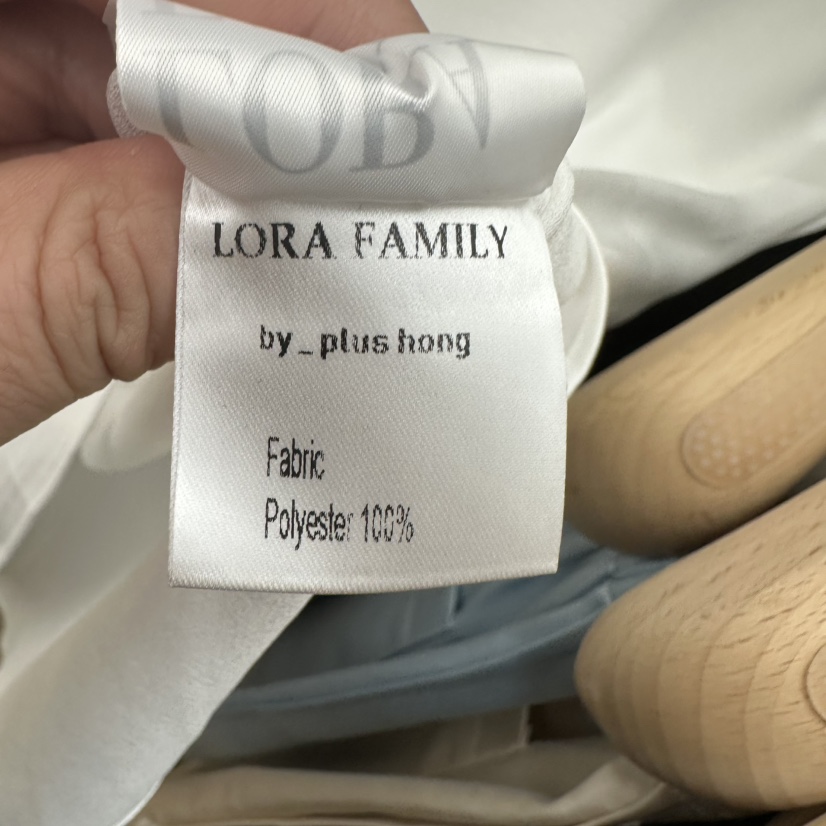 LORA FAMILY
by_plus hong
Fabric
Polyester 100%